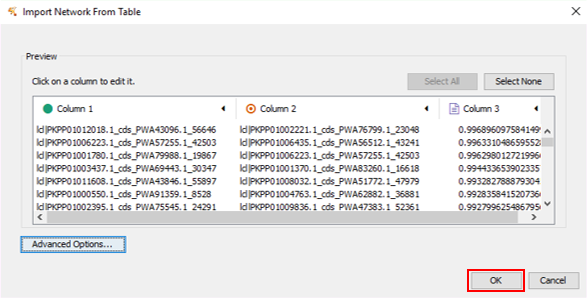 Import Network From Table
Preview
Click on a column to edit it.
Select All
Select None
Column 1
Column 2
Column 3
lcl|PKPP01012018.1_cds_PWA43096.1_56646 lcl|PKPP01002221.1_cds_PWA76799.1_23048 0.996896097584149
lcl|PKPP01006223.1_cds_PWA57255.1_42503 lcl|PKPP01006435.1_cds_PWA56512.1_43241 0.996331048659552
lcl|PKPP01001780.1_cds_PWA79988.1_19867 lcl|PKPP01006223.1_cds_PWA57255.1_42503 0.996298012721996
lcl|PKPP01003437.1_cds_PWA69443.1_30347 lcl|PKPP01001370.1_cds_PWA83260.1_16618 0.994433653902335
lcl|PKPP01011608.1_cds_PWA43846.1_55897 lcl|PKPP01008032.1_cds_PWA51772.1_47979 0.993282788879304
lcl|PKPP01000550.1_cds_PWA91359.1_8528 lcl|PKPP01004763.1_cds_PWA62882.1_36881 0.992835841520736
lcl|PKPP01002395.1_cds_PWA75545.1_24291 lcl|PKPP01009836.1_cds_PWA47383.1_52361 0.992799625486795
Advanced Options...
OK
Cancel